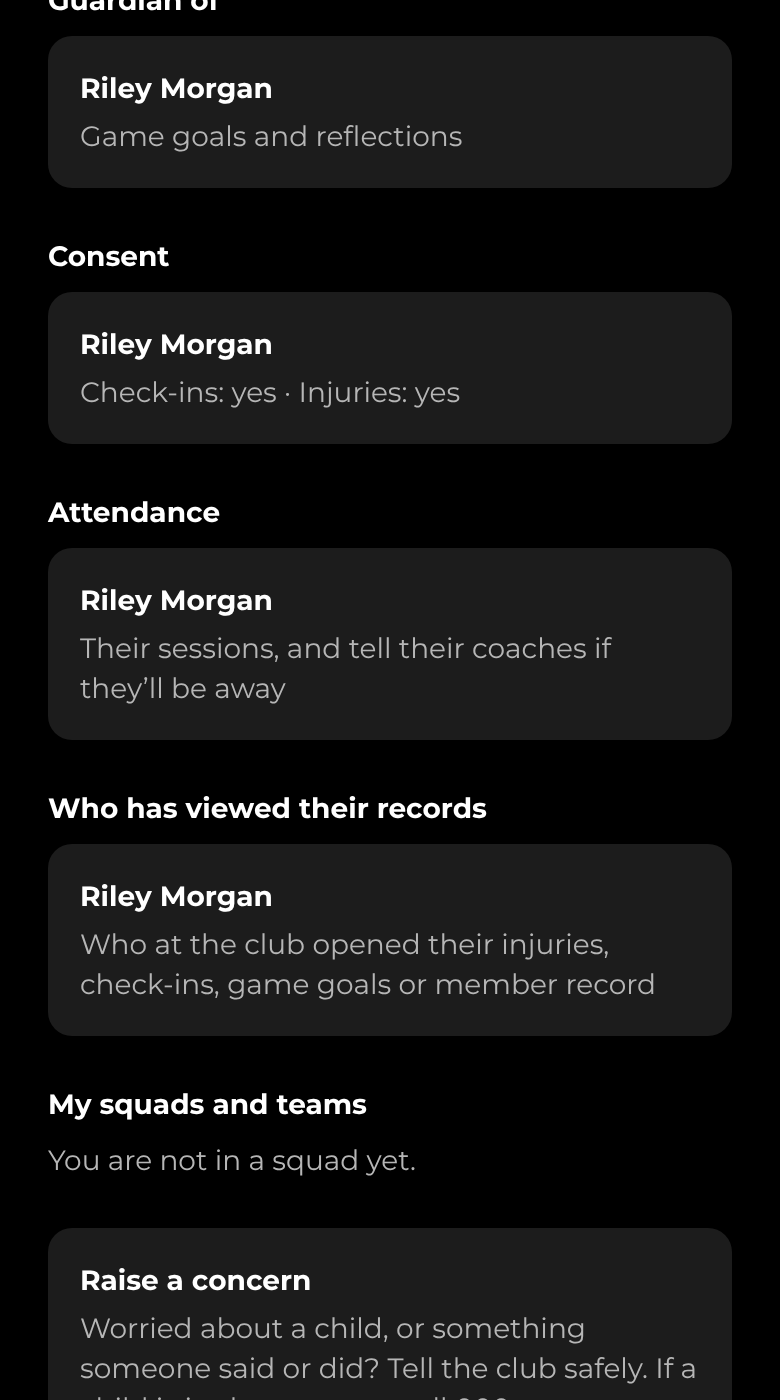 Guardian of
Riley Morgan
Game goals and reflections
Consent
Riley Morgan
Check-ins: yes · Injuries: yes
Attendance
Riley Morgan
Their sessions, and tell their coaches if
they’ll be away
Who has viewed their records
Riley Morgan
Who at the club opened their injuries,
check-ins, game goals or member record
My squads and teams
You are not in a squad yet.
Raise a concern
Worried about a child, or something
someone said or did? Tell the club safely. If a